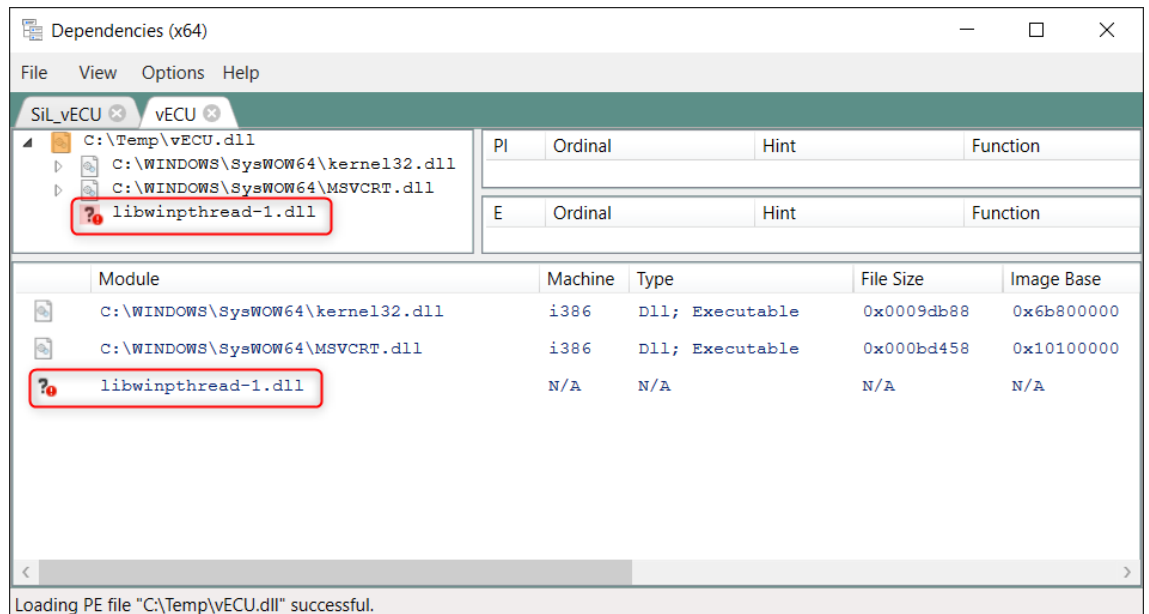 Dependencies (x64)
File View Options Help
SiL_vECU vECU
C:\Temp\vECU.dll
C:\WINDOWS\SysWOW64\kernel32.dll
C:\WINDOWS\SysWOW64\MSVCRT.dll
libwinpthread-1.dll
PI Ordinal Hint Function
E Ordinal Hint Function
Module Machine Type File Size Image Base
C:\WINDOWS\SysWOW64\kernel32.dll i386 Dll; Executable 0x0009db88 0x6b800000
C:\WINDOWS\SysWOW64\MSVCRT.dll i386 Dll; Executable 0x000bd458 0x10100000
libwinpthread-1.dll N/A N/A N/A N/A
Loading PE file "C:\Temp\vECU.dll" successful.